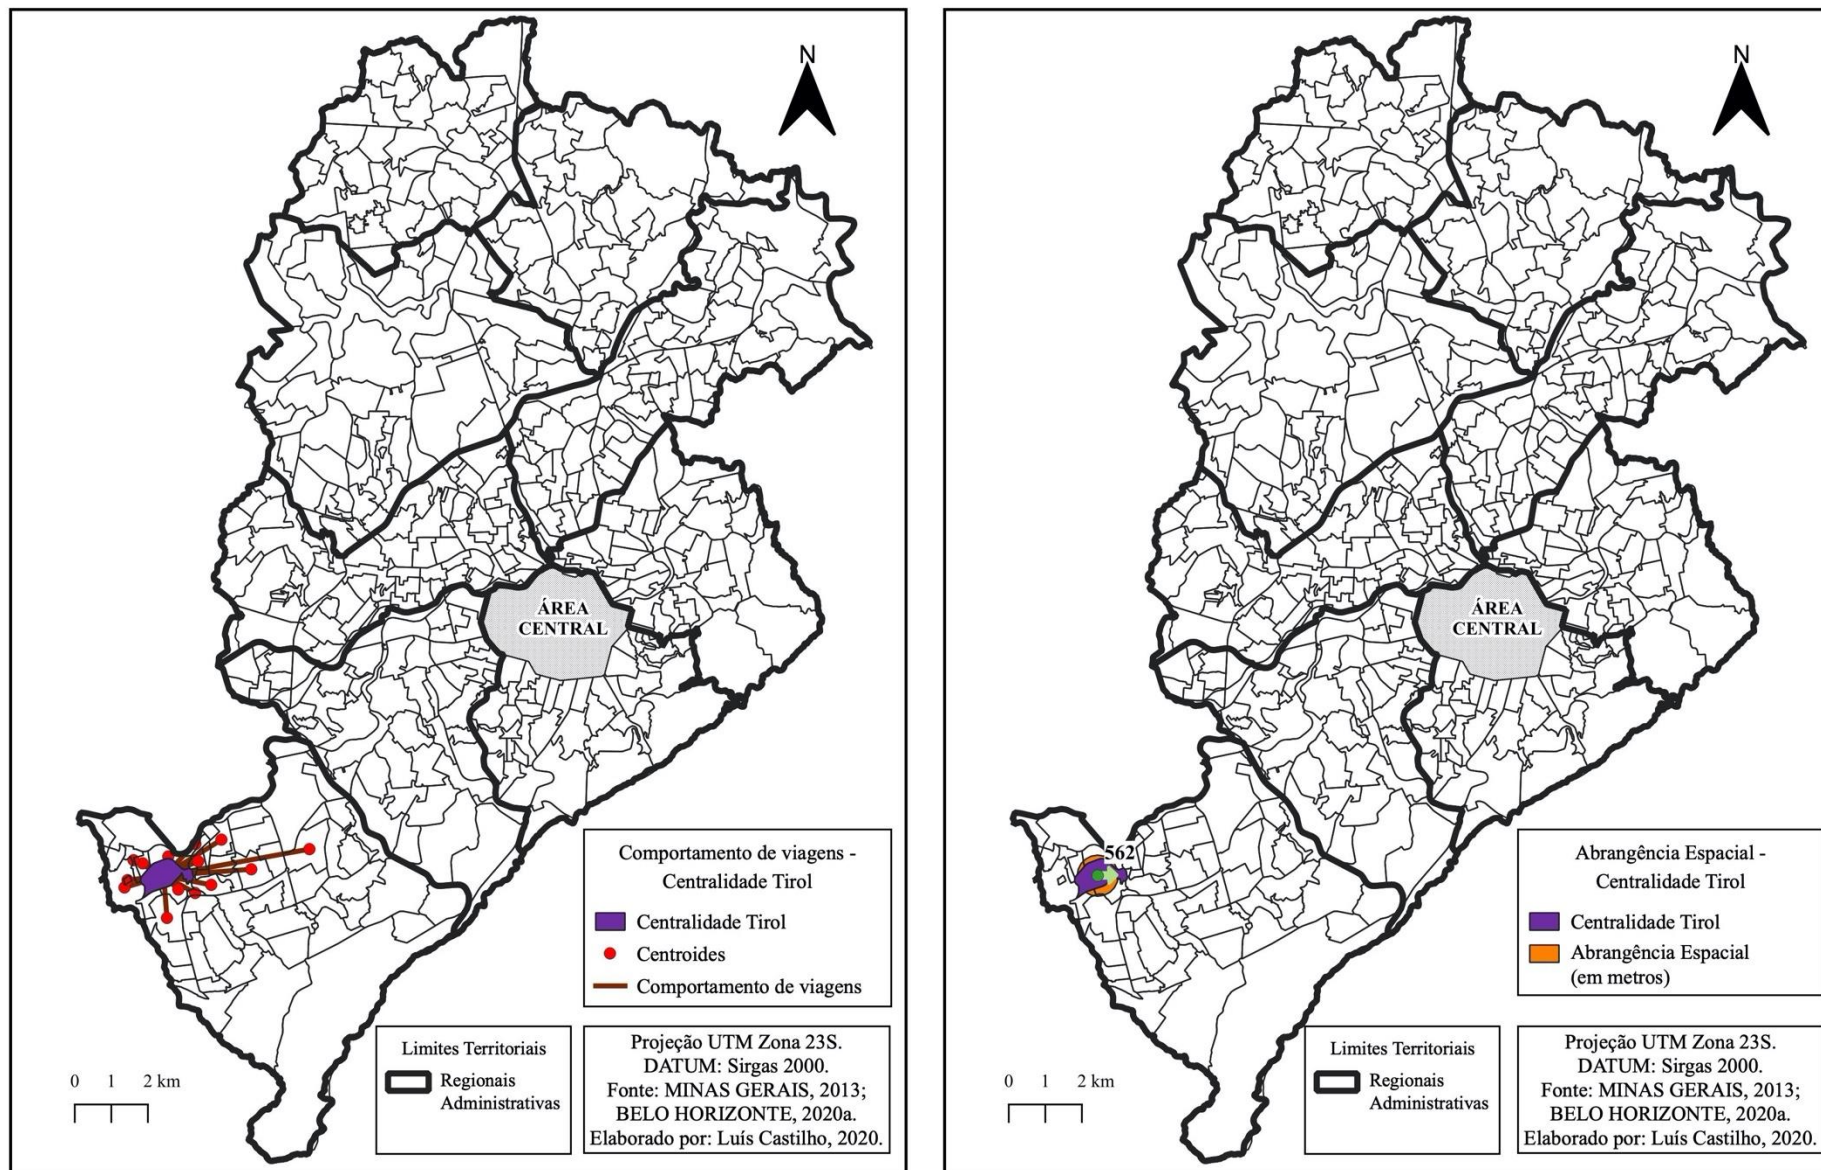 N
ÁREA
CENTRAL
Comportamento de viagens -
Centralidade Tirol
Centralidade Tirol
Centroides
Comportamento de viagens
Limites Territoriais
Regionais
Administrativas
0 1 2 km
Projeção UTM Zona 23S.
DATUM: Sirgas 2000.
Fonte: MINAS GERAIS, 2013;
BELO HORIZONTE, 2020a.
Elaborado por: Luís Castilho, 2020.
N
ÁREA
CENTRAL
562
Abrangência Espacial -
Centralidade Tirol
Centralidade Tirol
Abrangência Espacial
(em metros)
Limites Territoriais
Regionais
Administrativas
0 1 2 km
Projeção UTM Zona 23S.
DATUM: Sirgas 2000.
Fonte: MINAS GERAIS, 2013;
BELO HORIZONTE, 2020a.
Elaborado por: Luís Castilho, 2020.